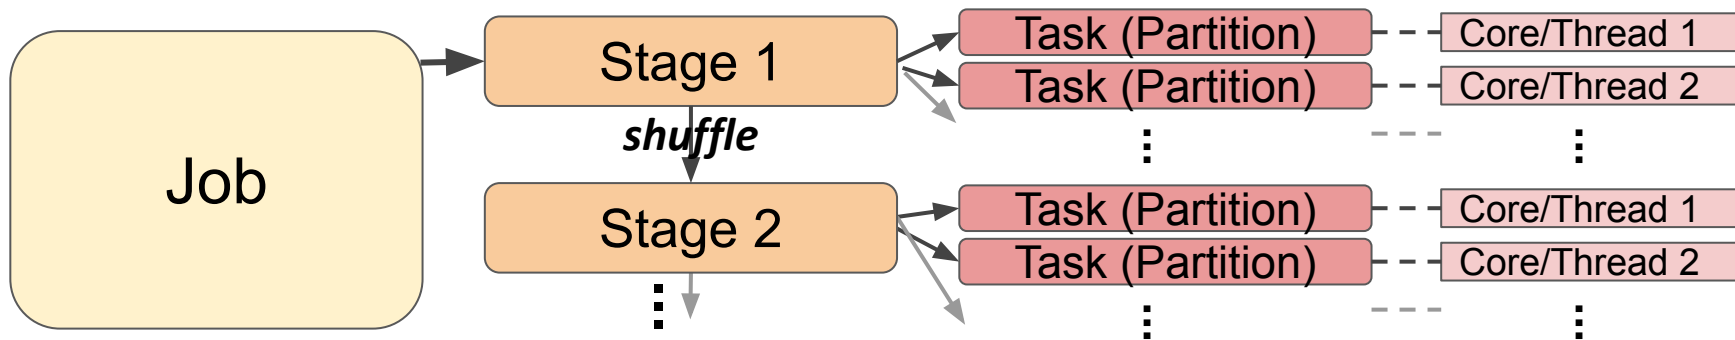 Job
Stage 1
shuffle
Stage 2
Task (Partition)
Core/Thread 1
Task (Partition)
Core/Thread 2
Task (Partition)
Core/Thread 1
Task (Partition)
Core/Thread 2